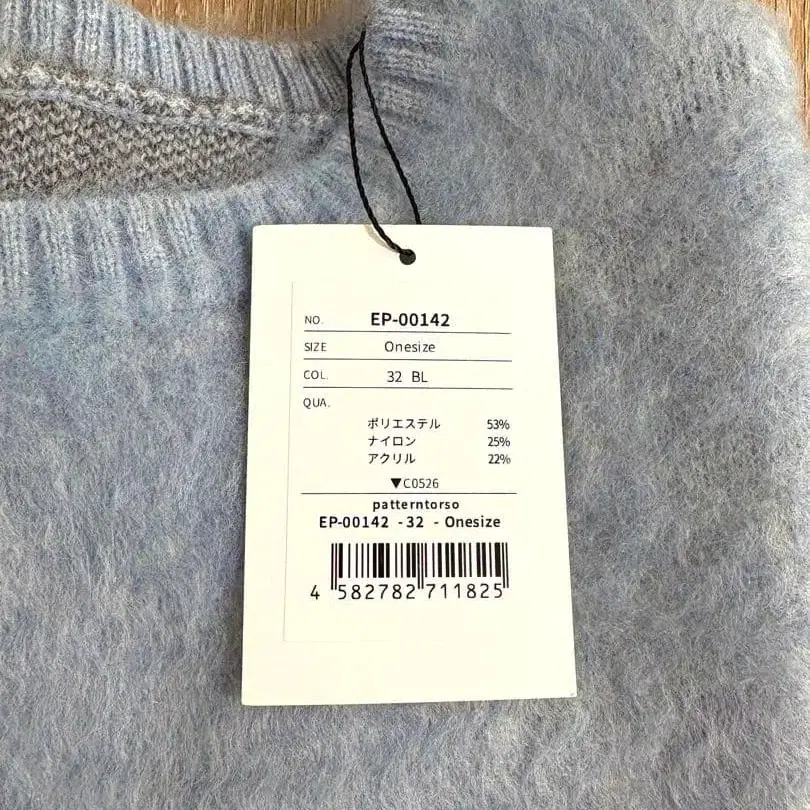 NO. EP-00142
SIZE Onesize
COL. 32 BL
QUA.
ポリエステル 53%
ナイロン 25%
アクリル 22%
▼C0526
patterntorso
EP-00142 -32 - Onesize
4 582782 711825